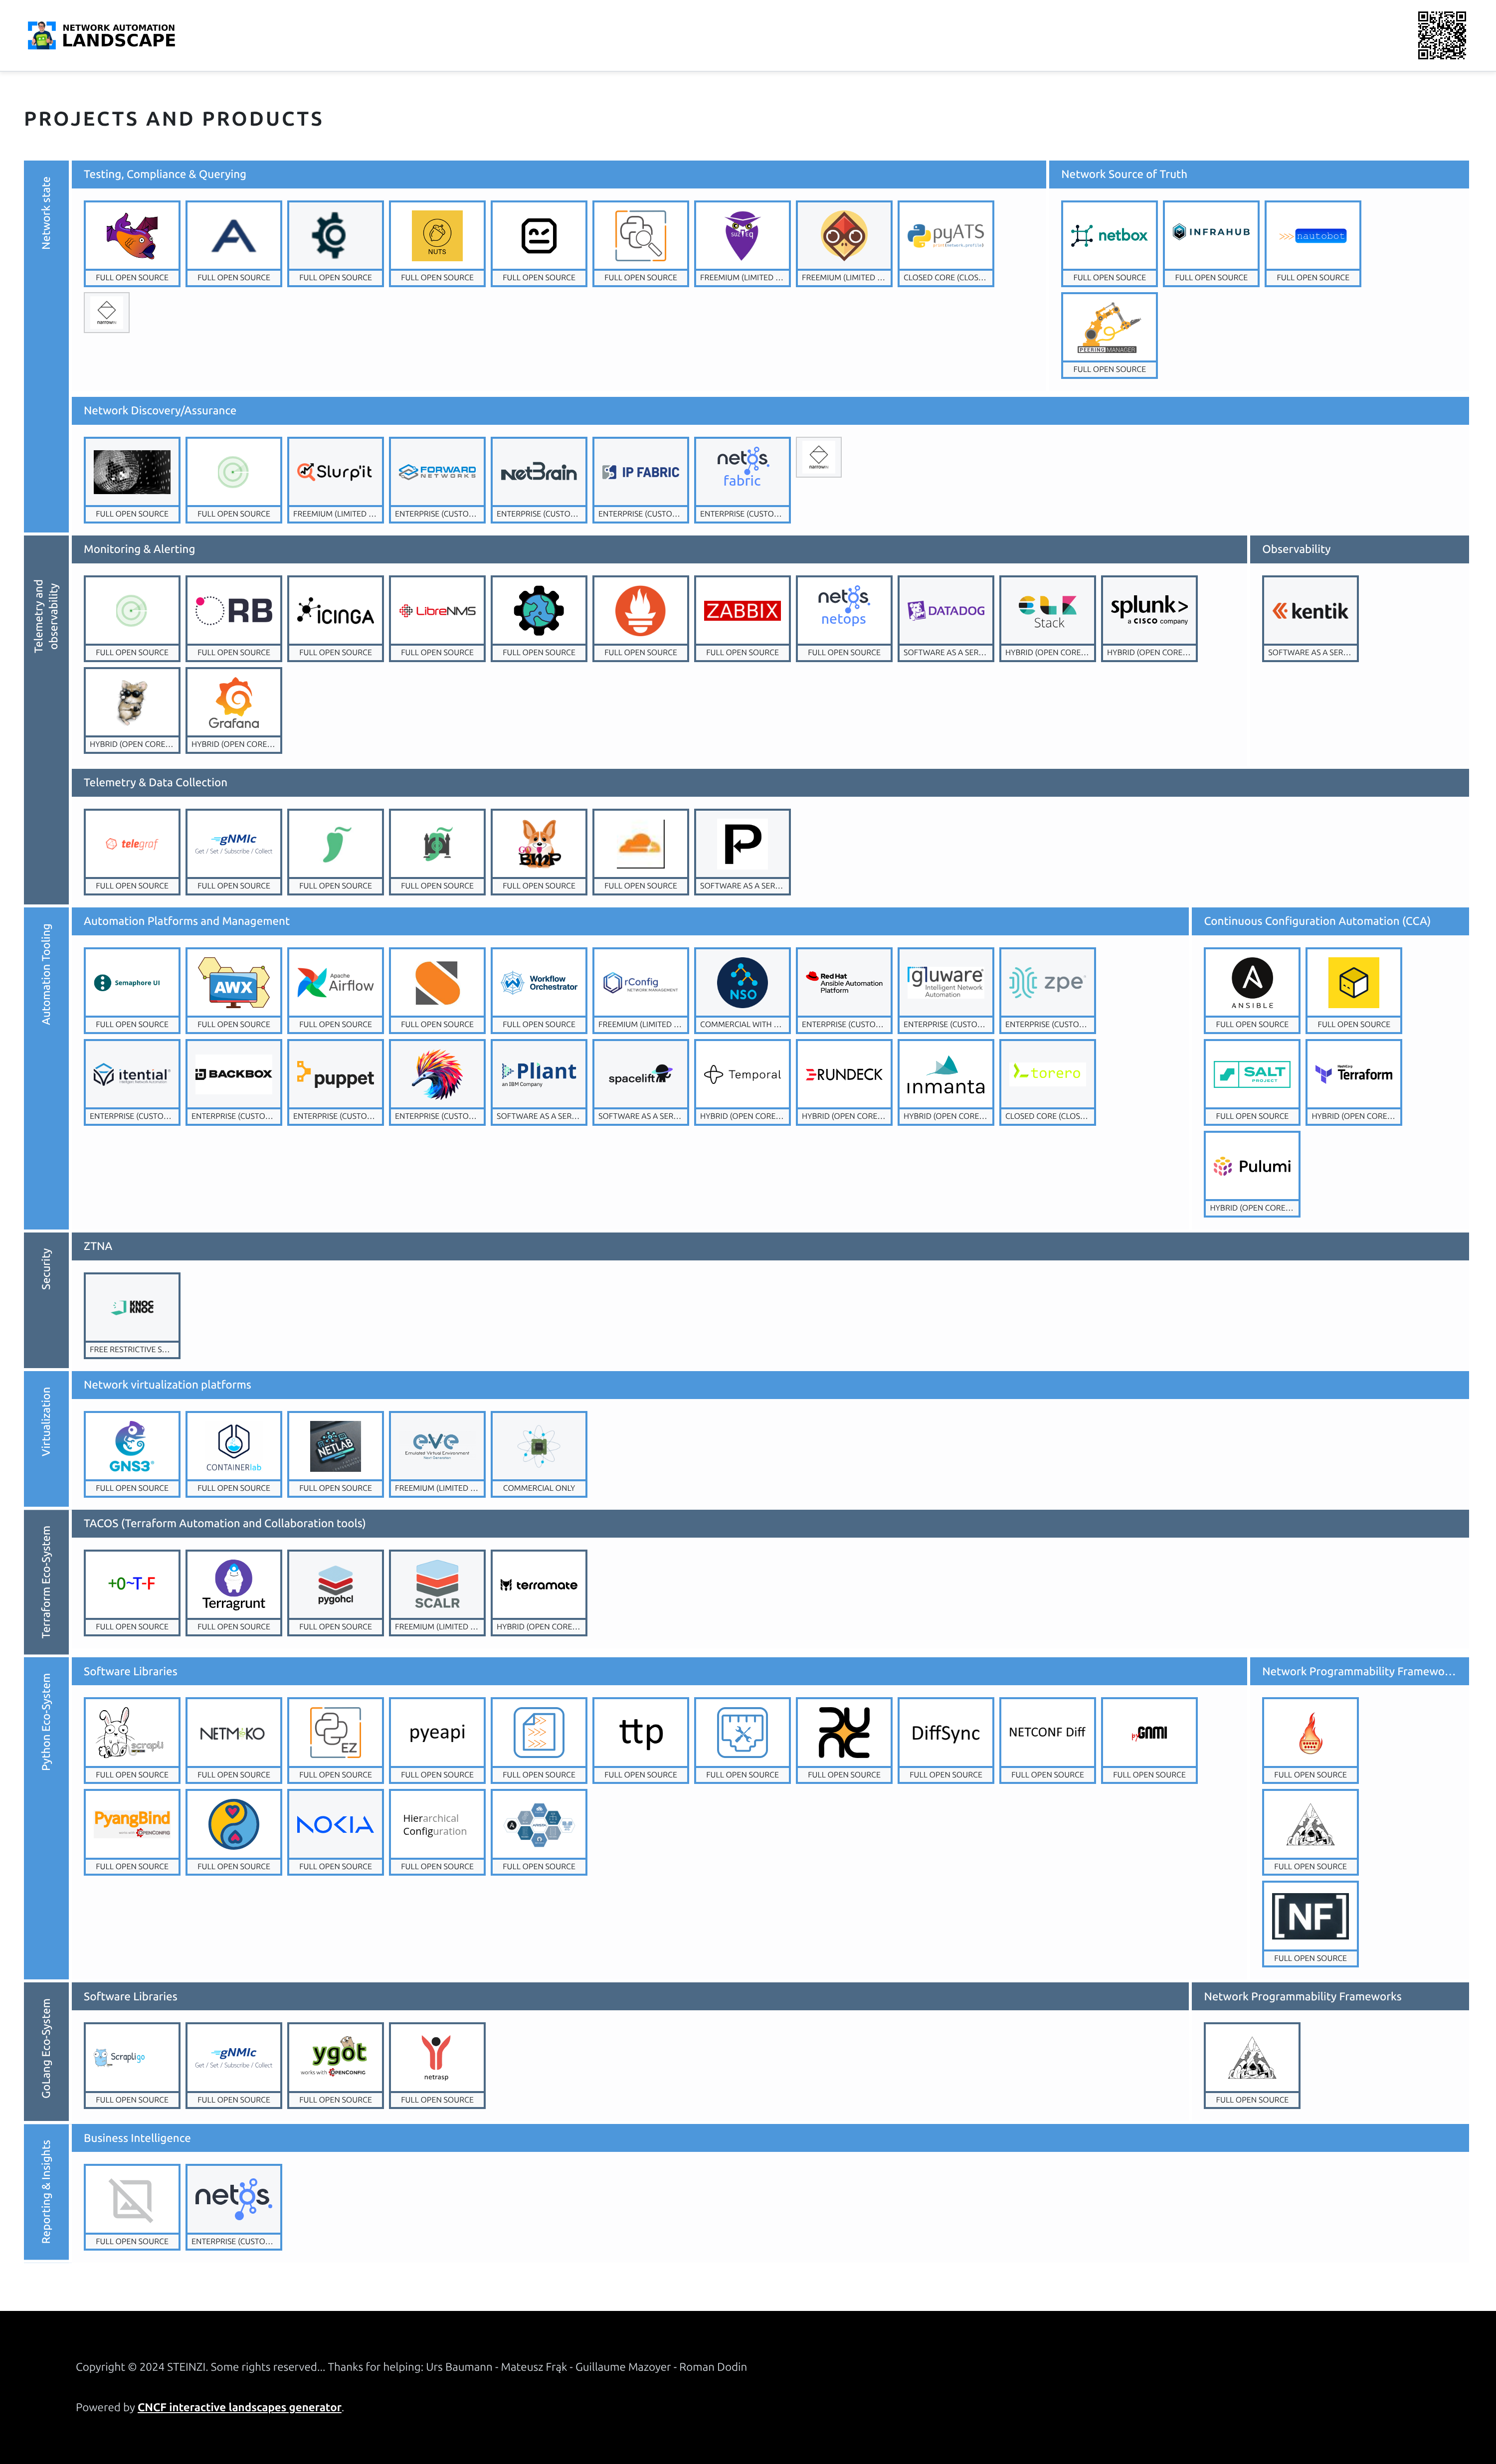 NETWORK AUTOMATION
LANDSCAPE
PROJECTS AND PRODUCTS
Network state
Testing, Compliance & Querying
NUTS
suzieq
pyATS
FULL OPEN SOURCE
FULL OPEN SOURCE
FULL OPEN SOURCE
FULL OPEN SOURCE
FULL OPEN SOURCE
FULL OPEN SOURCE
FREEMIUM (LIMITED ...
FREEMIUM (LIMITED ...
CLOSED CORE (CLOS...
Network Source of Truth
netbox
INFRAHUB
>>>nautobot
FULL OPEN SOURCE
FULL OPEN SOURCE
FULL OPEN SOURCE
PEERING MANAGER
FULL OPEN SOURCE
Network Discovery/Assurance
Slurp'it
FORWARD
NETWORKS
netBrain
IP FABRIC
netos
fabric
FULL OPEN SOURCE
FULL OPEN SOURCE
FREEMIUM (LIMITED ...
ENTERPRISE (CUSTO...
ENTERPRISE (CUSTO...
ENTERPRISE (CUSTO...
ENTERPRISE (CUSTO...
Telemetry and
observability
Monitoring & Alerting
ORB
ICINGA
LibreNMS
ZABBIX
netos
netops
DATADOG
Stack
splunk>
a CISCO company
FULL OPEN SOURCE
FULL OPEN SOURCE
FULL OPEN SOURCE
FULL OPEN SOURCE
FULL OPEN SOURCE
FULL OPEN SOURCE
FULL OPEN SOURCE
FULL OPEN SOURCE
SOFTWARE AS A SER...
HYBRID (OPEN CORE...
HYBRID (OPEN CORE...
Grafana
HYBRID (OPEN CORE...
HYBRID (OPEN CORE...
Observability
kentik
SOFTWARE AS A SER...
Telemetry & Data Collection
telegraf
gNMIc
Get / Set / Subscribe / Collect
GO
BMP
P
FULL OPEN SOURCE
FULL OPEN SOURCE
FULL OPEN SOURCE
FULL OPEN SOURCE
FULL OPEN SOURCE
FULL OPEN SOURCE
SOFTWARE AS A SER...
Automation Tooling
Automation Platforms and Management
Semaphore UI
AWX
Apache
Airflow
Workflow
Orchestrator
rConfig
NETWORK MANAGEMENT
NSO
Red Hat
Ansible Automation
Platform
gluware
Intelligent Network
Automation
zpe
FULL OPEN SOURCE
FULL OPEN SOURCE
FULL OPEN SOURCE
FULL OPEN SOURCE
FULL OPEN SOURCE
FREEMIUM (LIMITED ...
COMMERCIAL WITH ...
ENTERPRISE (CUSTO...
ENTERPRISE (CUSTO...
ENTERPRISE (CUSTO...
itential
BACKBOX
puppet
Pliant
an IBM Company
spacelift
Temporal
RUNDECK
inmanta
torero
ENTERPRISE (CUSTO...
ENTERPRISE (CUSTO...
ENTERPRISE (CUSTO...
ENTERPRISE (CUSTO...
SOFTWARE AS A SER...
SOFTWARE AS A SER...
HYBRID (OPEN CORE...
HYBRID (OPEN CORE...
HYBRID (OPEN CORE...
CLOSED CORE (CLOS...
Continuous Configuration Automation (CCA)
ANSIBLE
FULL OPEN SOURCE
FULL OPEN SOURCE
SALT
PROJECT
HashiCorp
Terraform
FULL OPEN SOURCE
HYBRID (OPEN CORE...
Pulumi
HYBRID (OPEN CORE...
Security
ZTNA
KNOC
KNOC
FREE RESTRICTIVE S...
Virtualization
Network virtualization platforms
GNS3
CONTAINERlab
NETLAB
eve
Emulated Virtual Environment
Next Generation
FULL OPEN SOURCE
FULL OPEN SOURCE
FULL OPEN SOURCE
FREEMIUM (LIMITED ...
COMMERCIAL ONLY
Terraform Eco-System
TACOS (Terraform Automation and Collaboration tools)
+0~T-F
Terragrunt
pygohcl
SCALR
terramate
FULL OPEN SOURCE
FULL OPEN SOURCE
FULL OPEN SOURCE
FREEMIUM (LIMITED ...
HYBRID (OPEN CORE...
Python Eco-System
Software Libraries
scrapli
NETMIKO
EZ
pyeapi
ttp
DiffSync
NETCONF Diff
pyGNMI
FULL OPEN SOURCE
FULL OPEN SOURCE
FULL OPEN SOURCE
FULL OPEN SOURCE
FULL OPEN SOURCE
FULL OPEN SOURCE
FULL OPEN SOURCE
FULL OPEN SOURCE
FULL OPEN SOURCE
FULL OPEN SOURCE
FULL OPEN SOURCE
PyangBind
works with OPENCONFIG
NOKIA
Hierarchical
Configuration
FULL OPEN SOURCE
FULL OPEN SOURCE
FULL OPEN SOURCE
FULL OPEN SOURCE
FULL OPEN SOURCE
Network Programmability Framewo...
FULL OPEN SOURCE
FULL OPEN SOURCE
[NF]
FULL OPEN SOURCE
GoLang Eco-System
Software Libraries
Scrapligo
gNMIc
Get / Set / Subscribe / Collect
ygot
works with OPENCONFIG
netrasp
FULL OPEN SOURCE
FULL OPEN SOURCE
FULL OPEN SOURCE
FULL OPEN SOURCE
Network Programmability Frameworks
FULL OPEN SOURCE
Reporting & Insights
Business Intelligence
netos
FULL OPEN SOURCE
ENTERPRISE (CUSTO...
Copyright © 2024 STEINZI. Some rights reserved... Thanks for helping: Urs Baumann - Mateusz Frąk - Guillaume Mazoyer - Roman Dodin
Powered by CNCF interactive landscapes generator.